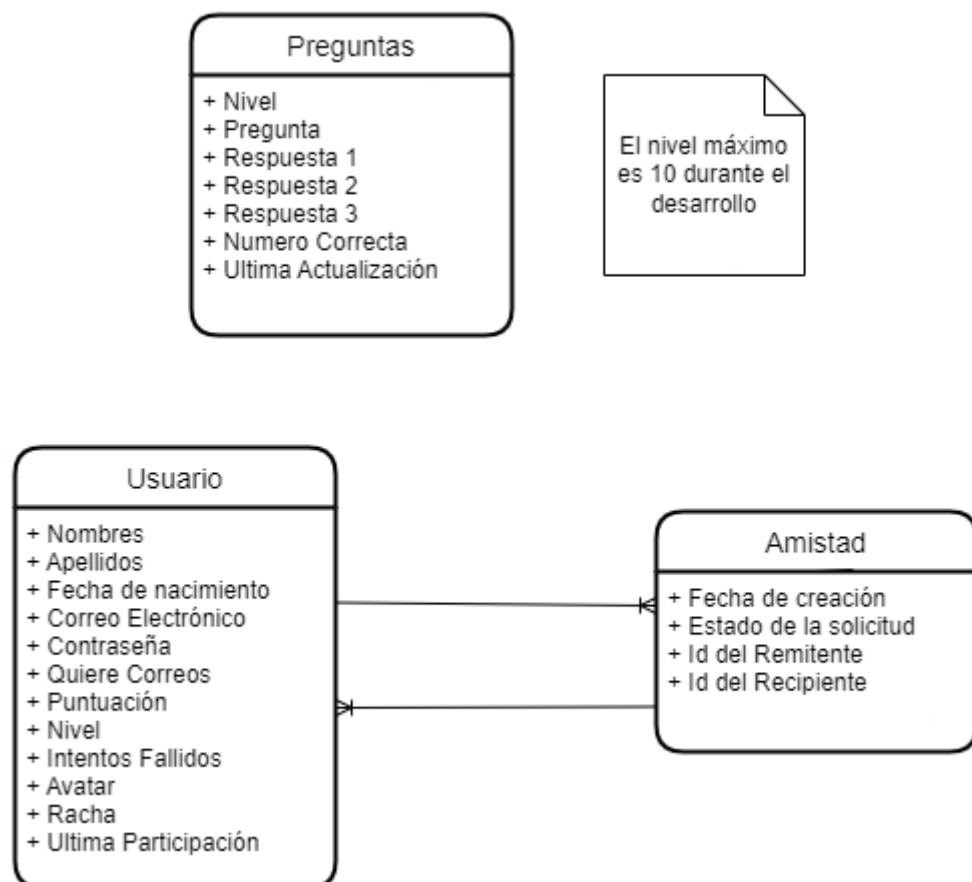 Preguntas
+ Nivel
+ Pregunta
+ Respuesta 1
+ Respuesta 2
+ Respuesta 3
+ Numero Correcta
+ Ultima Actualización
El nivel máximo
es 10 durante el
desarrollo
Usuario
+ Nombres
+ Apellidos
+ Fecha de nacimiento
+ Correo Electrónico
+ Contraseña
+ Quiere Correos
+ Puntuación
+ Nivel
+ Intentos Fallidos
+ Avatar
+ Racha
+ Ultima Participación
Amistad
+ Fecha de creación
+ Estado de la solicitud
+ Id del Remitente
+ Id del Recipiente